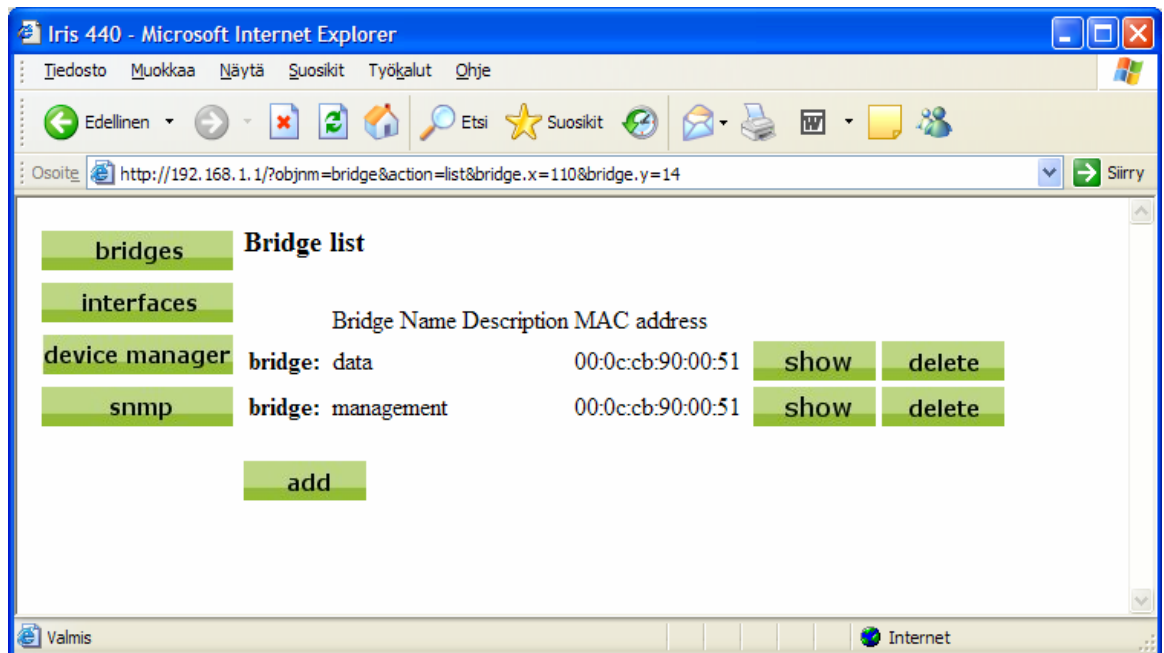 Iris 440 - Microsoft Internet Explorer
Tiedosto Muokkaa Näytä Suosikit Työkalut Ohje
Edellinen Etsi Suosikit
Osoite http://192.168.1.1/?objnm=bridge&action=list&bridge.x=110&bridge.y=14 Siirry
bridges
interfaces
device manager
snmp
Bridge list
Bridge Name Description MAC address
bridge: data 00:0c:cb:90:00:51 show delete
bridge: management 00:0c:cb:90:00:51 show delete
add
Valmis Internet